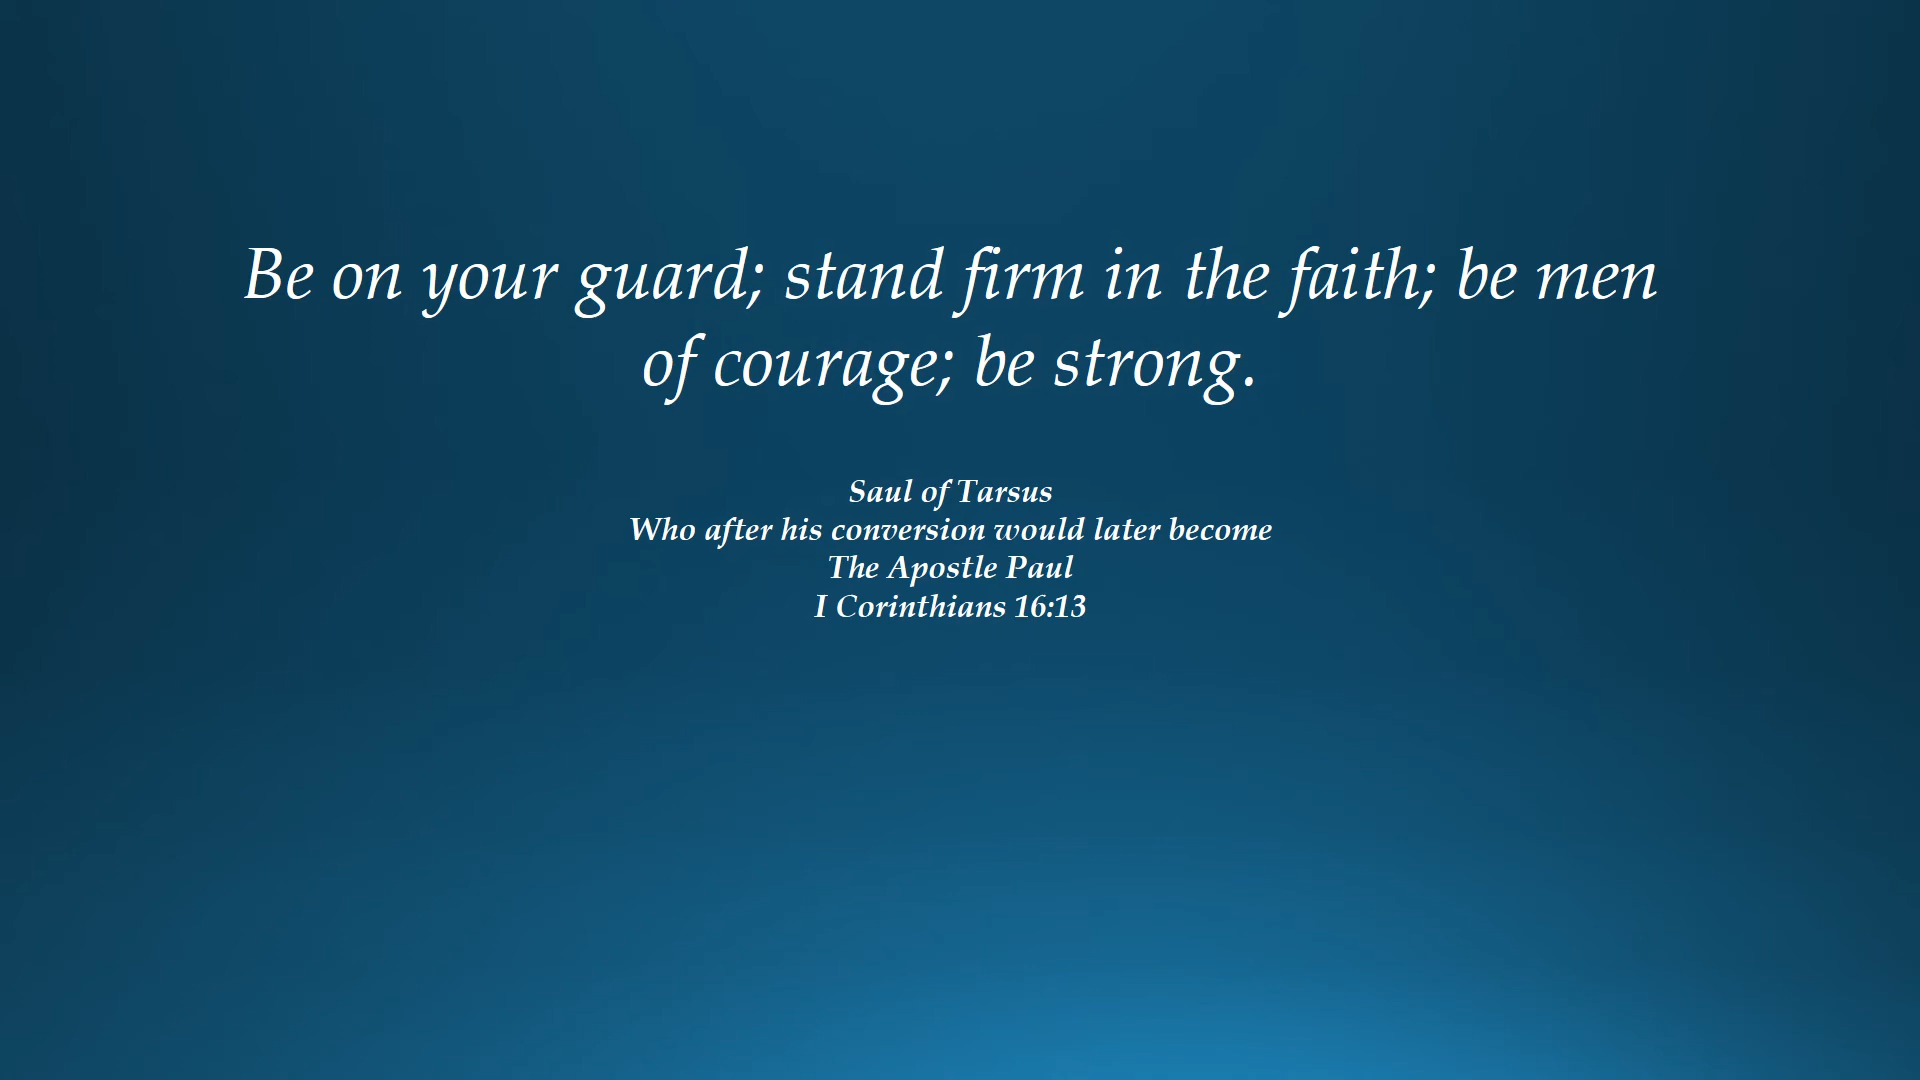 Be on your guard; stand firm in the faith; be men
of courage; be strong.
Saul of Tarsus
Who after his conversion would later become
The Apostle Paul
I Corinthians 16:13